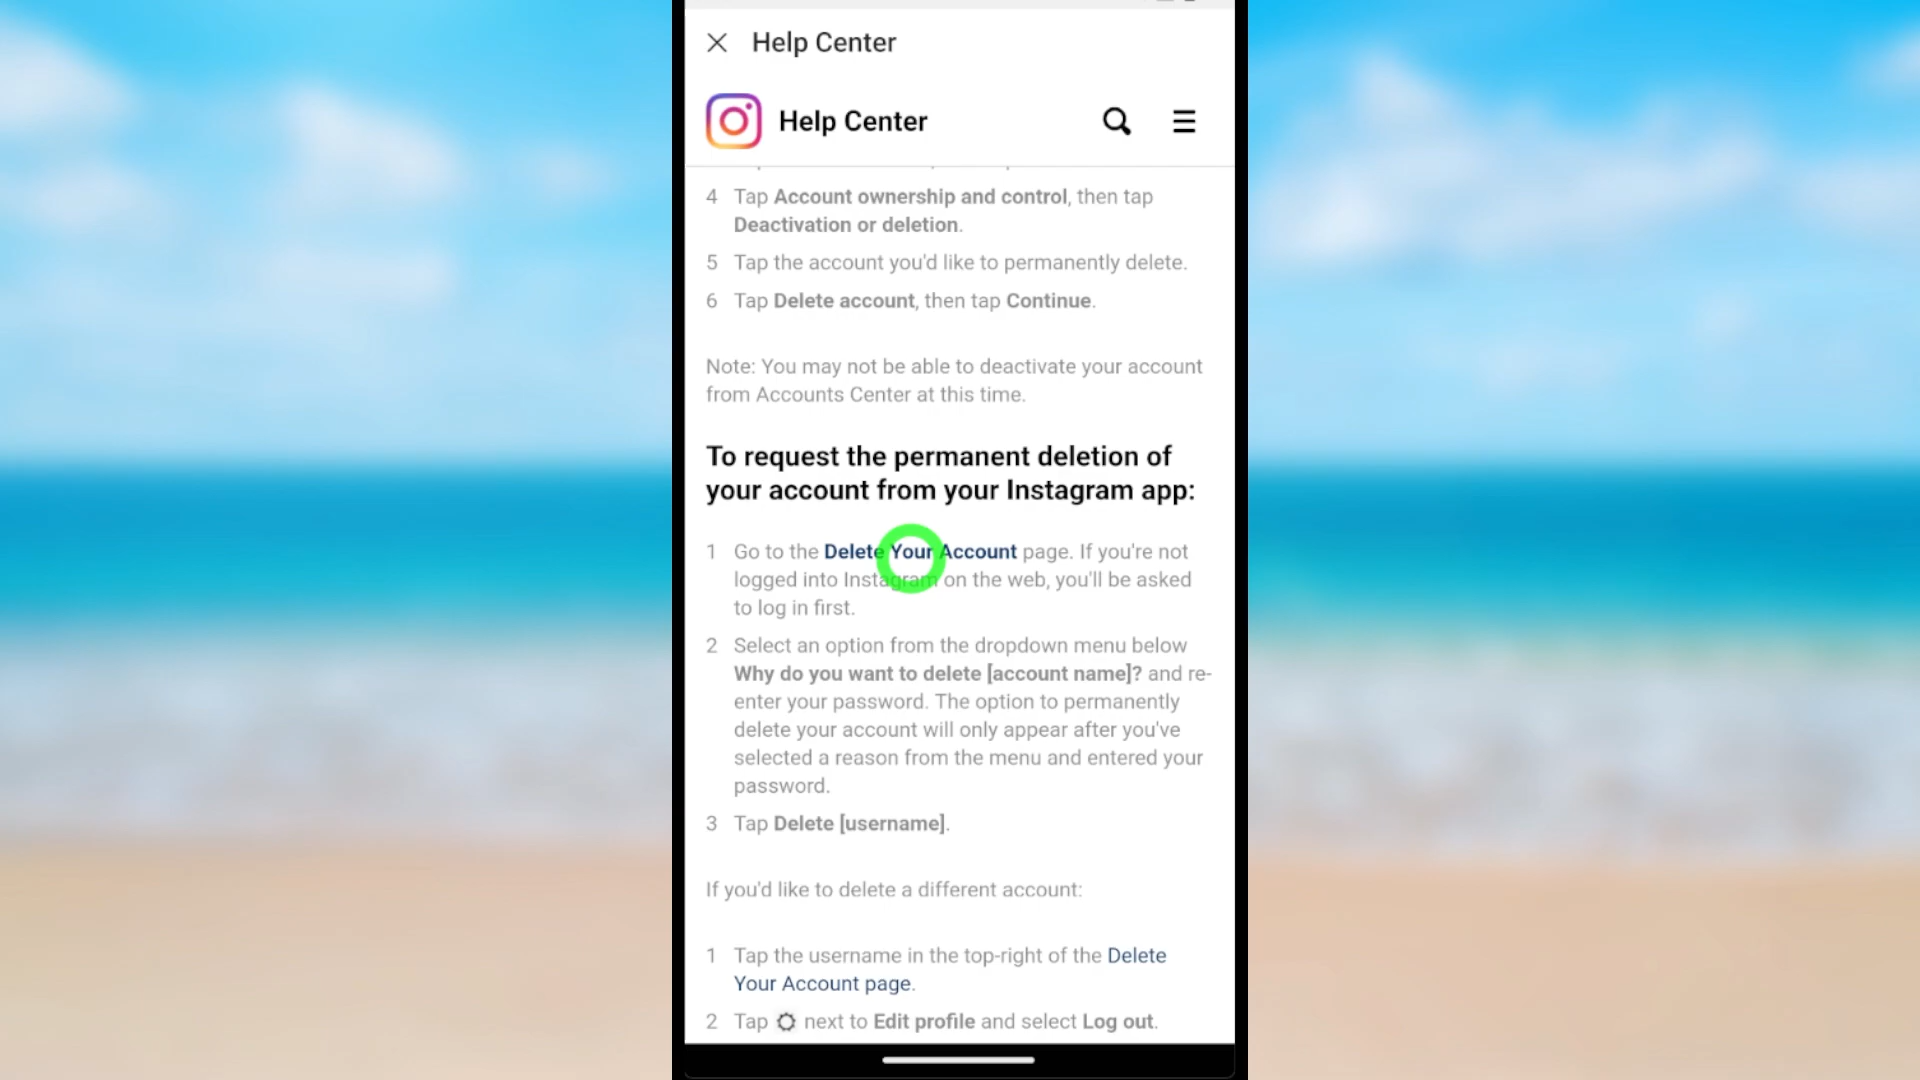 Help Center
Help Center
4 Tap Account ownership and control, then tap
Deactivation or deletion.
5 Tap the account you'd like to permanently delete.
6 Tap Delete account, then tap Continue.
Note: You may not be able to deactivate your account
from Accounts Center at this time.
To request the permanent deletion of
your account from your Instagram app:
1 Go to the Delete Your Account page. If you're not
logged into Instagram on the web, you'll be asked
to log in first.
2 Select an option from the dropdown menu below
Why do you want to delete [account name]? and re-
enter your password. The option to permanently
delete your account will only appear after you've
selected a reason from the menu and entered your
password.
3 Tap Delete [username].
If you'd like to delete a different account:
1 Tap the username in the top-right of the Delete
Your Account page.
2 Tap next to Edit profile and select Log out.